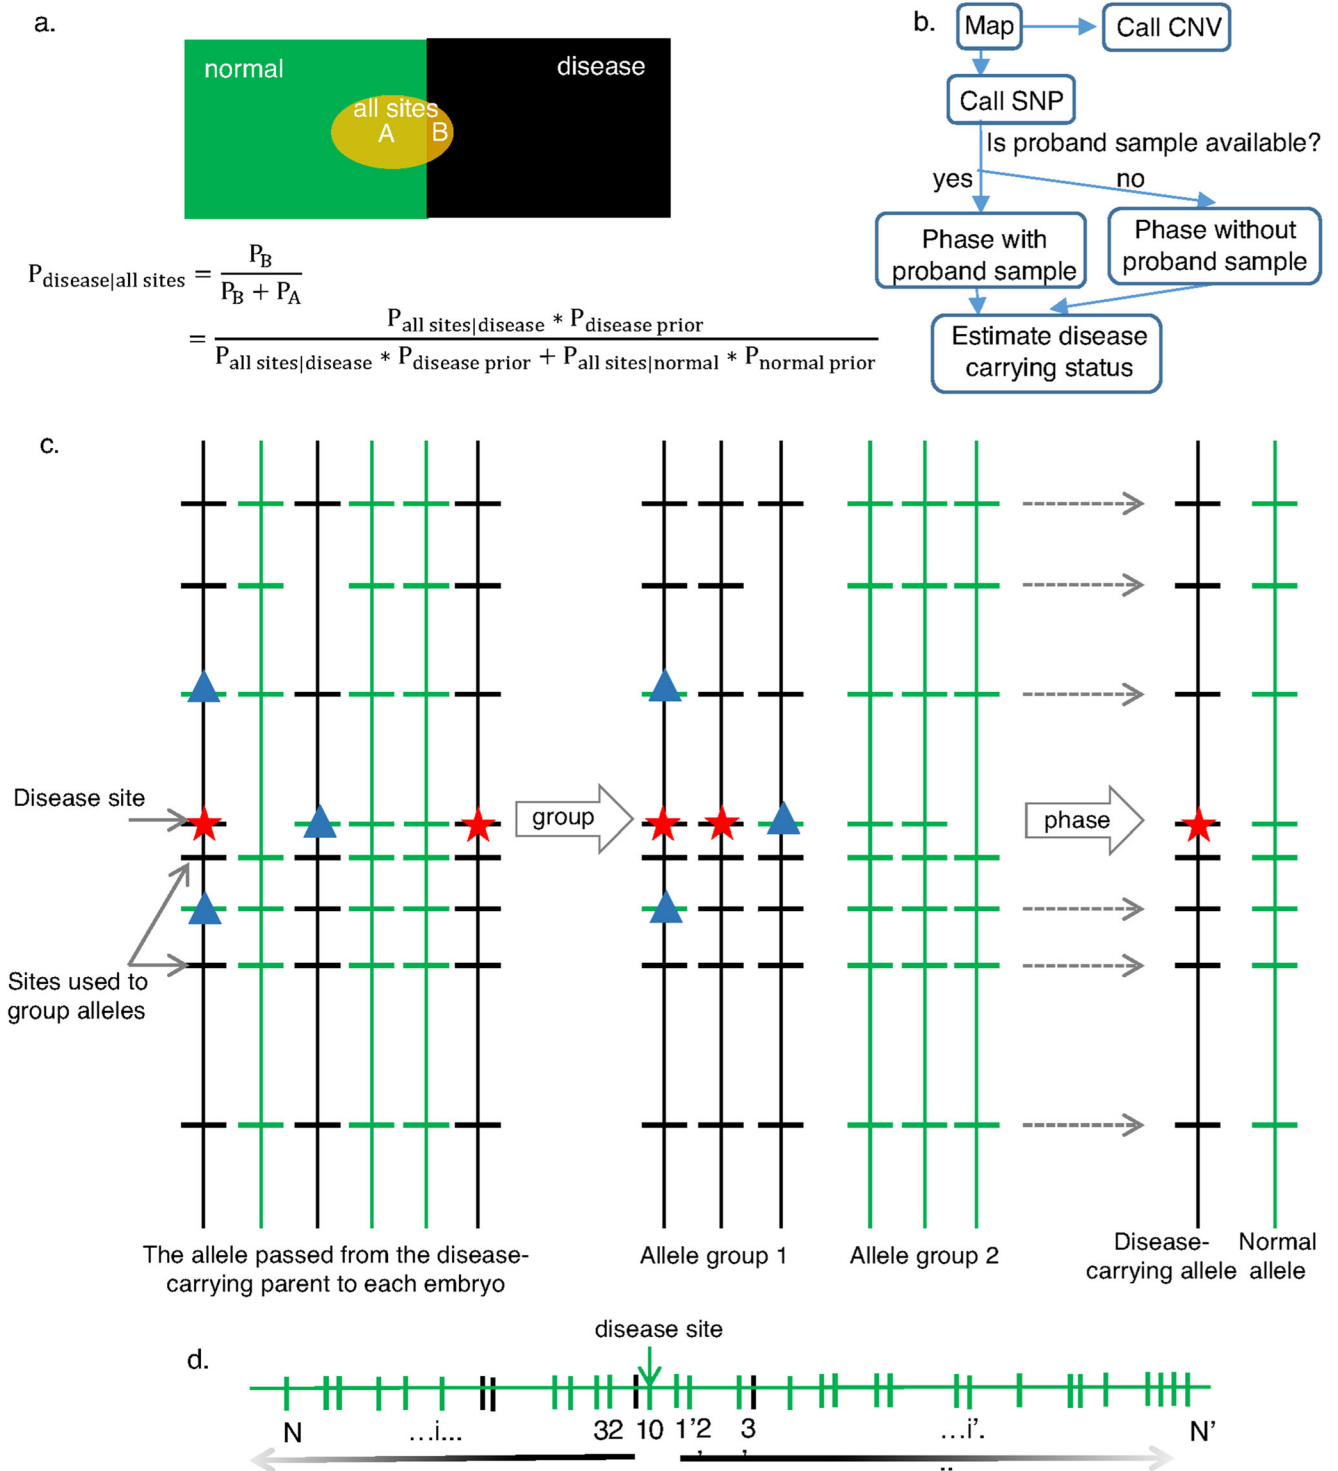 a.
normal
disease
all sites
A
B
P_disease|all sites = P_B / (P_B + P_A)
= (P_all sites|disease * P_disease prior) / (P_all sites|disease * P_disease prior + P_all sites|normal * P_normal prior)
b.
Map
Call CNV
Call SNP
Is proband sample available?
yes
no
Phase with
proband sample
Phase without
proband sample
Estimate disease
carrying status
c.
Disease site
group
phase
Sites used to
group alleles
The allele passed from the disease-
carrying parent to each embryo
Allele group 1
Allele group 2
Disease-
carrying allele
Normal
allele
d.
disease site
N
...i...
32
10
1'2
3
...i'.
N'
, ,
..